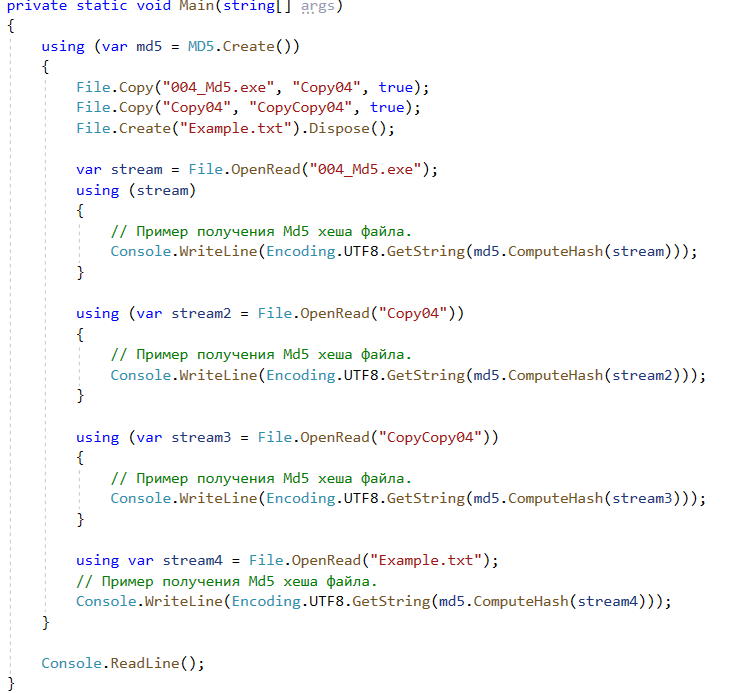 private static void Main(string[] args)
{
using (var md5 = MD5.Create())
{
File.Copy("004_Md5.exe", "Copy04", true);
File.Copy("Copy04", "CopyCopy04", true);
File.Create("Example.txt").Dispose();
var stream = File.OpenRead("004_Md5.exe");
using (stream)
{
// Пример получения Md5 хеша файла.
Console.WriteLine(Encoding.UTF8.GetString(md5.ComputeHash(stream)));
}
using (var stream2 = File.OpenRead("Copy04"))
{
// Пример получения Md5 хеша файла.
Console.WriteLine(Encoding.UTF8.GetString(md5.ComputeHash(stream2)));
}
using (var stream3 = File.OpenRead("CopyCopy04"))
{
// Пример получения Md5 хеша файла.
Console.WriteLine(Encoding.UTF8.GetString(md5.ComputeHash(stream3)));
}
using var stream4 = File.OpenRead("Example.txt");
// Пример получения Md5 хеша файла.
Console.WriteLine(Encoding.UTF8.GetString(md5.ComputeHash(stream4)));
}
Console.ReadLine();
}